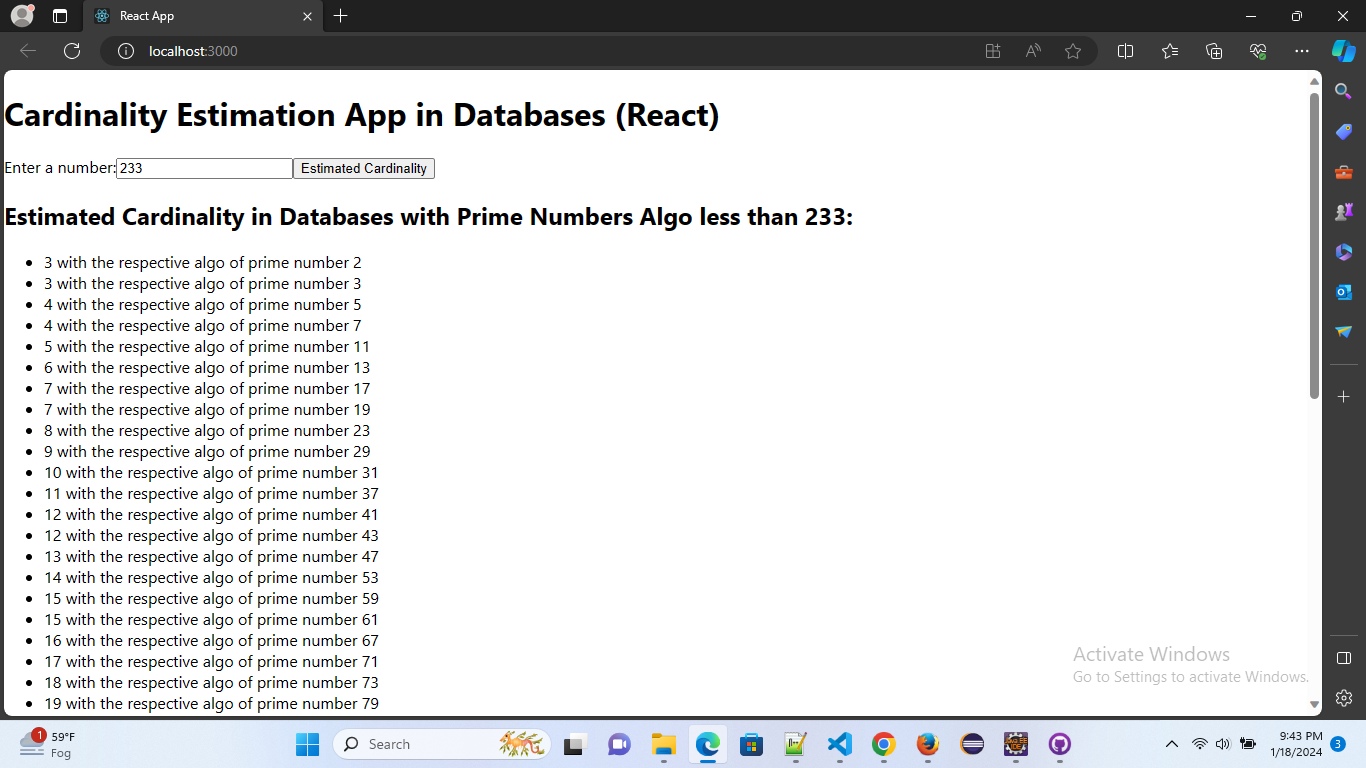 React App
localhost:3000
Cardinality Estimation App in Databases (React)
Enter a number: 233 Estimated Cardinality
Estimated Cardinality in Databases with Prime Numbers Algo less than 233:
• 3 with the respective algo of prime number 2
• 3 with the respective algo of prime number 3
• 4 with the respective algo of prime number 5
• 4 with the respective algo of prime number 7
• 5 with the respective algo of prime number 11
• 6 with the respective algo of prime number 13
• 7 with the respective algo of prime number 17
• 7 with the respective algo of prime number 19
• 8 with the respective algo of prime number 23
• 9 with the respective algo of prime number 29
• 10 with the respective algo of prime number 31
• 11 with the respective algo of prime number 37
• 12 with the respective algo of prime number 41
• 12 with the respective algo of prime number 43
• 13 with the respective algo of prime number 47
• 14 with the respective algo of prime number 53
• 15 with the respective algo of prime number 59
• 15 with the respective algo of prime number 61
• 16 with the respective algo of prime number 67
• 17 with the respective algo of prime number 71
• 18 with the respective algo of prime number 73
• 19 with the respective algo of prime number 79
Activate Windows
Go to Settings to activate Windows.
1
59°F
Fog
Search
9:43 PM
1/18/2024
3